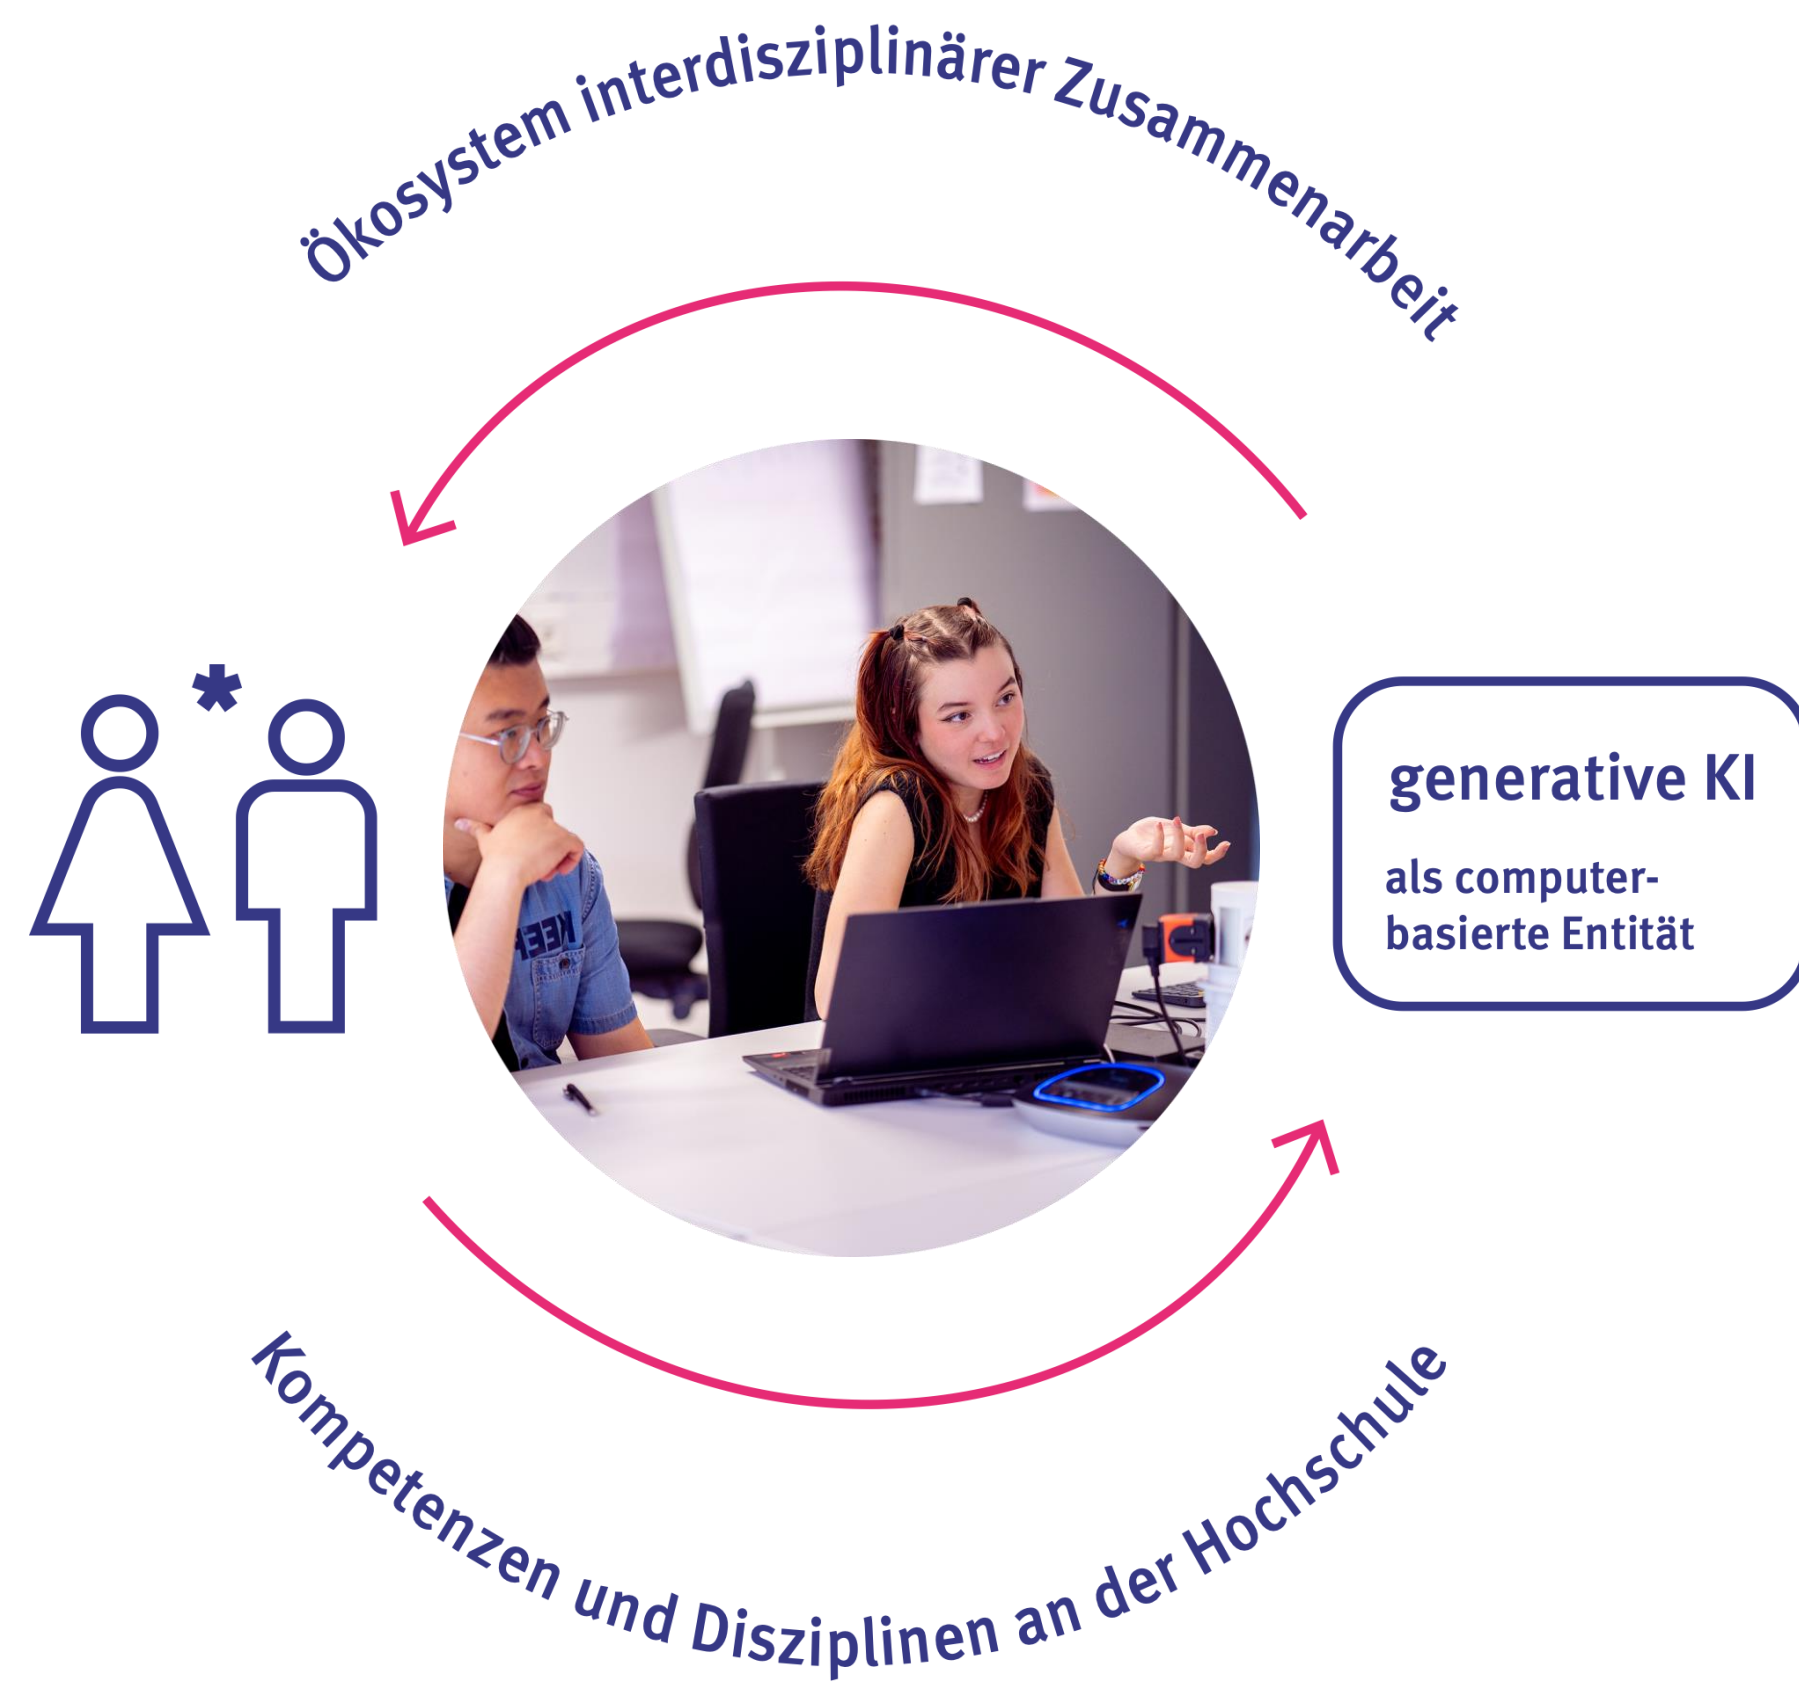 Ökosystem interdisziplinärer Zusammenarbeit
*
generative KI
als computer-
basierte Entität
Kompetenzen und Disziplinen an der Hochschule